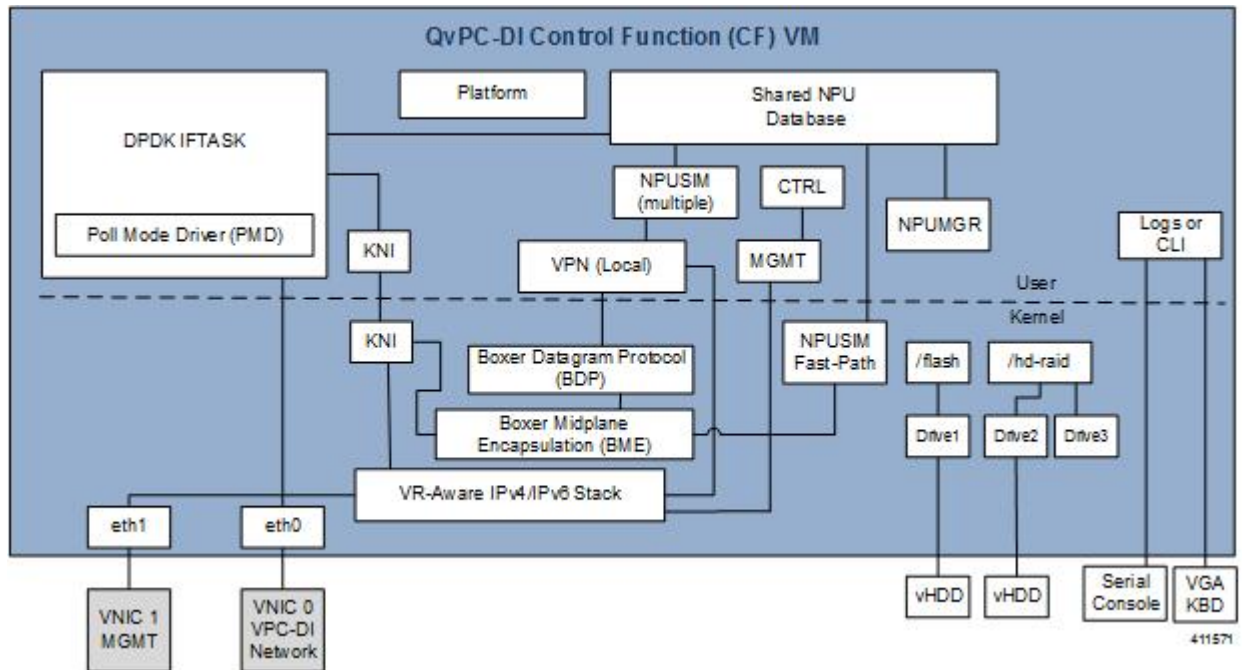 QvPC-DI Control Function (CF) VM
Platform
Shared NPU
Database
DPDK IFTASK
NPUSIM
(multiple)
CTRL
NPUMGR
Logs or
CLI
Poll Mode Driver (PMD)
KNI
VPN (Local)
MGMT
User
Kernel
KNI
Boxer Datagram Protocol
(BDP)
NPUSIM
Fast-Path
/flash
/hd-raid
Boxer Midplane
Encapsulation (BME)
Drive1
Drive2
Drive3
VR-Aware IPv4/IPv6 Stack
eth1
eth0
VNIC 1
MGMT
VNIC 0
VPC-DI
Network
vHDD
vHDD
Serial
Console
VGA
KBD
411571